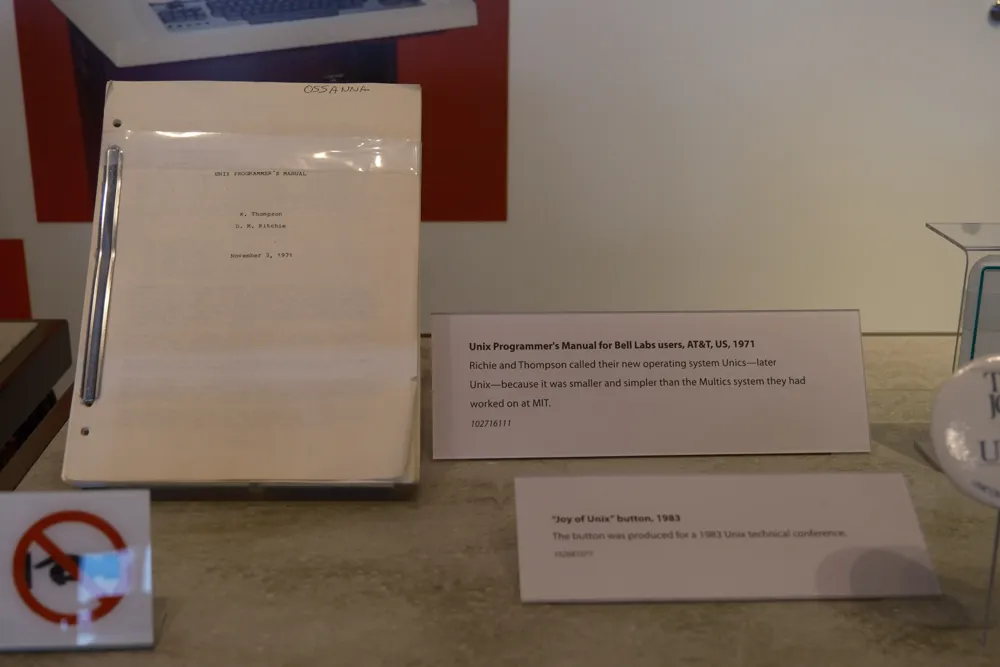 OSSANNA
UNIX PROGRAMMER'S MANUAL
K. Thompson
D. M. Ritchie
November 3, 1971
Unix Programmer's Manual for Bell Labs users, AT&T, US, 1971
Richie and Thompson called their new operating system Unics—later
Unix—because it was smaller and simpler than the Multics system they had
worked on at MIT.
102716111
"Joy of Unix" button, 1983
The button was produced for a 1983 Unix technical conference.